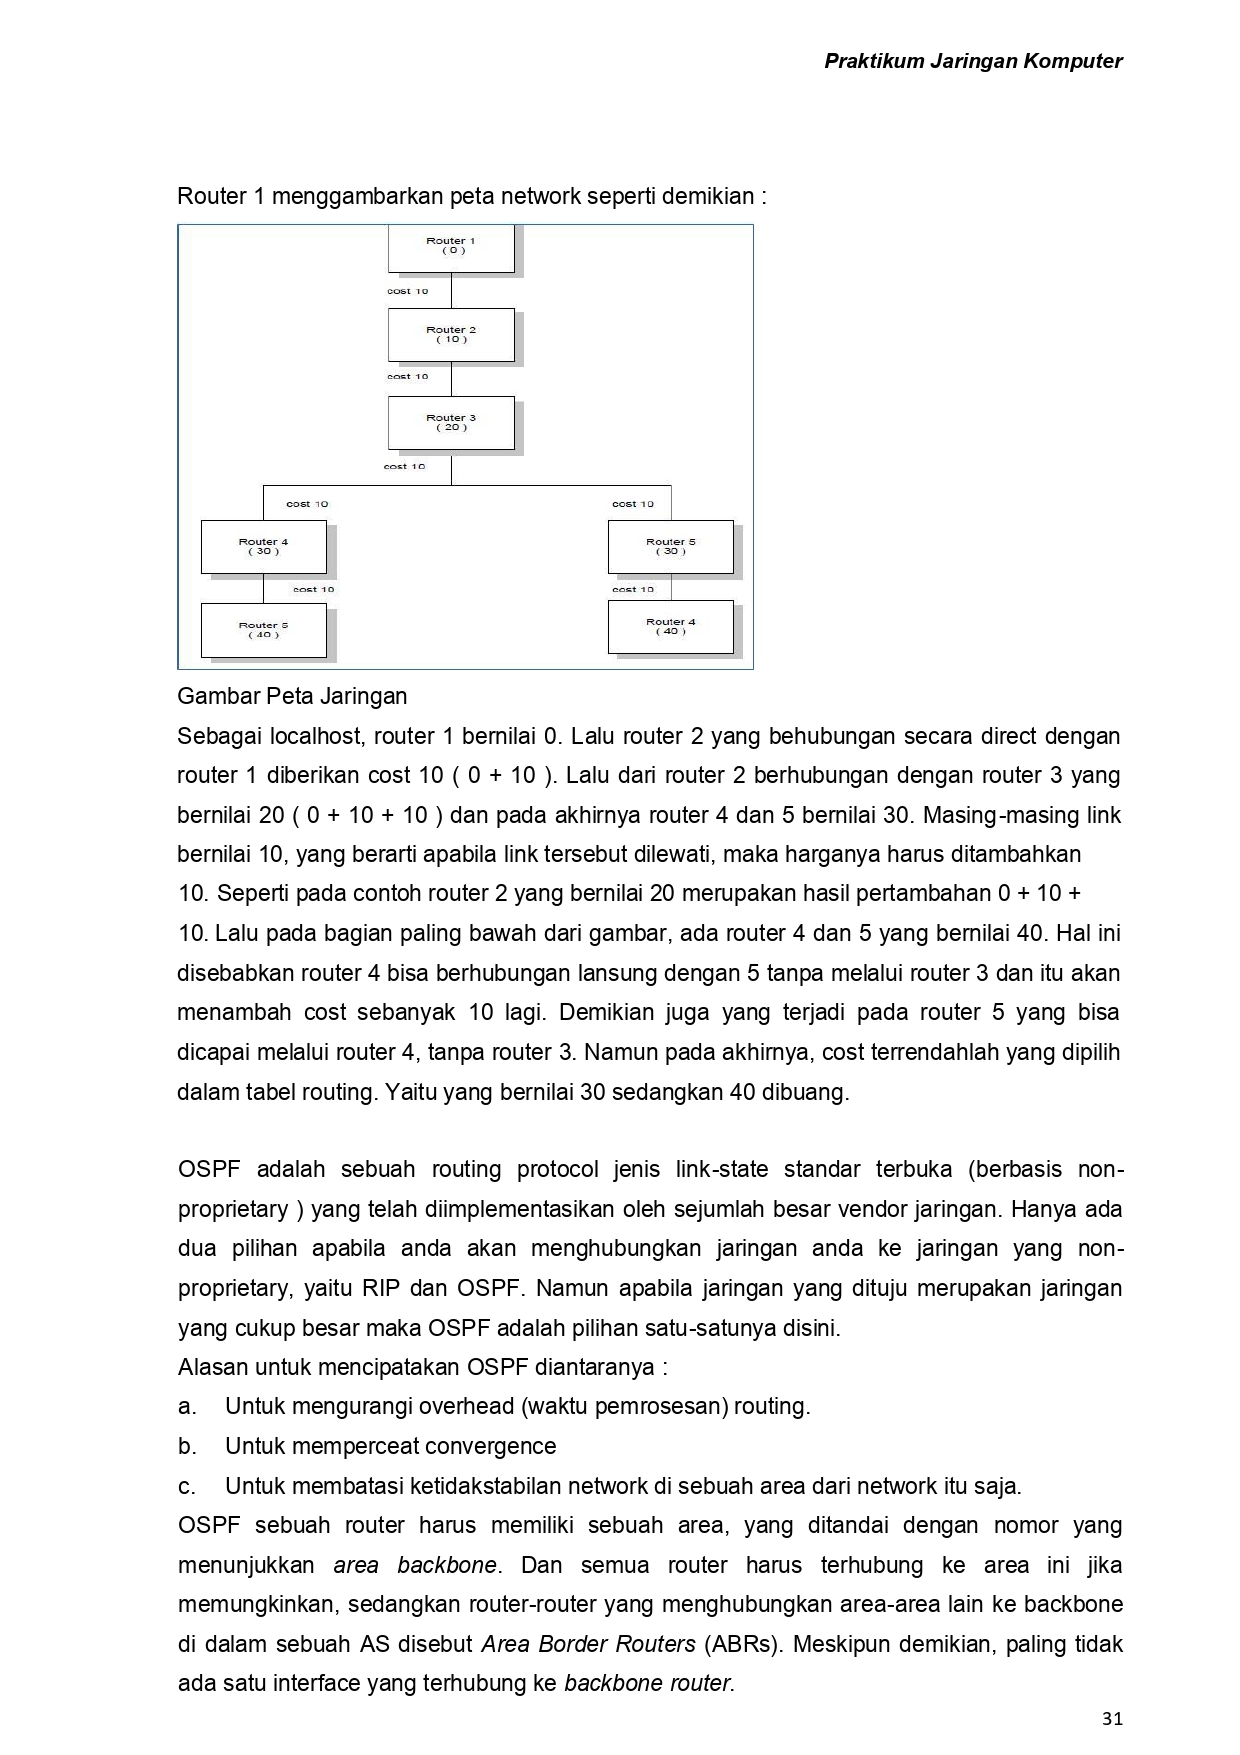 Praktikum Jaringan Komputer
Router 1 menggambarkan peta network seperti demikian :
Router 1
( 0 )
cost 10
Router 2
( 10 )
cost 10
Router 3
( 20 )
cost 10
cost 10
cost 10
Router 4
( 30 )
Router 5
( 30 )
cost 10
cost 10
Router 5
( 40 )
Router 4
( 40 )
Gambar Peta Jaringan
Sebagai localhost, router 1 bernilai 0. Lalu router 2 yang behubungan secara direct dengan
router 1 diberikan cost 10 ( 0 + 10 ). Lalu dari router 2 berhubungan dengan router 3 yang
bernilai 20 ( 0 + 10 + 10 ) dan pada akhirnya router 4 dan 5 bernilai 30. Masing-masing link
bernilai 10, yang berarti apabila link tersebut dilewati, maka harganya harus ditambahkan
10. Seperti pada contoh router 2 yang bernilai 20 merupakan hasil pertambahan 0 + 10 +
10. Lalu pada bagian paling bawah dari gambar, ada router 4 dan 5 yang bernilai 40. Hal ini
disebabkan router 4 bisa berhubungan lansung dengan 5 tanpa melalui router 3 dan itu akan
menambah cost sebanyak 10 lagi. Demikian juga yang terjadi pada router 5 yang bisa
dicapai melalui router 4, tanpa router 3. Namun pada akhirnya, cost terrendahlah yang dipilih
dalam tabel routing. Yaitu yang bernilai 30 sedangkan 40 dibuang.
OSPF adalah sebuah routing protocol jenis link-state standar terbuka (berbasis non-
proprietary ) yang telah diimplementasikan oleh sejumlah besar vendor jaringan. Hanya ada
dua pilihan apabila anda akan menghubungkan jaringan anda ke jaringan yang non-
proprietary, yaitu RIP dan OSPF. Namun apabila jaringan yang dituju merupakan jaringan
yang cukup besar maka OSPF adalah pilihan satu-satunya disini.
Alasan untuk mencipatakan OSPF diantaranya :
a. Untuk mengurangi overhead (waktu pemrosesan) routing.
b. Untuk memperceat convergence
c. Untuk membatasi ketidakstabilan network di sebuah area dari network itu saja.
OSPF sebuah router harus memiliki sebuah area, yang ditandai dengan nomor yang
menunjukkan area backbone. Dan semua router harus terhubung ke area ini jika
memungkinkan, sedangkan router-router yang menghubungkan area-area lain ke backbone
di dalam sebuah AS disebut Area Border Routers (ABRs). Meskipun demikian, paling tidak
ada satu interface yang terhubung ke backbone router.
31